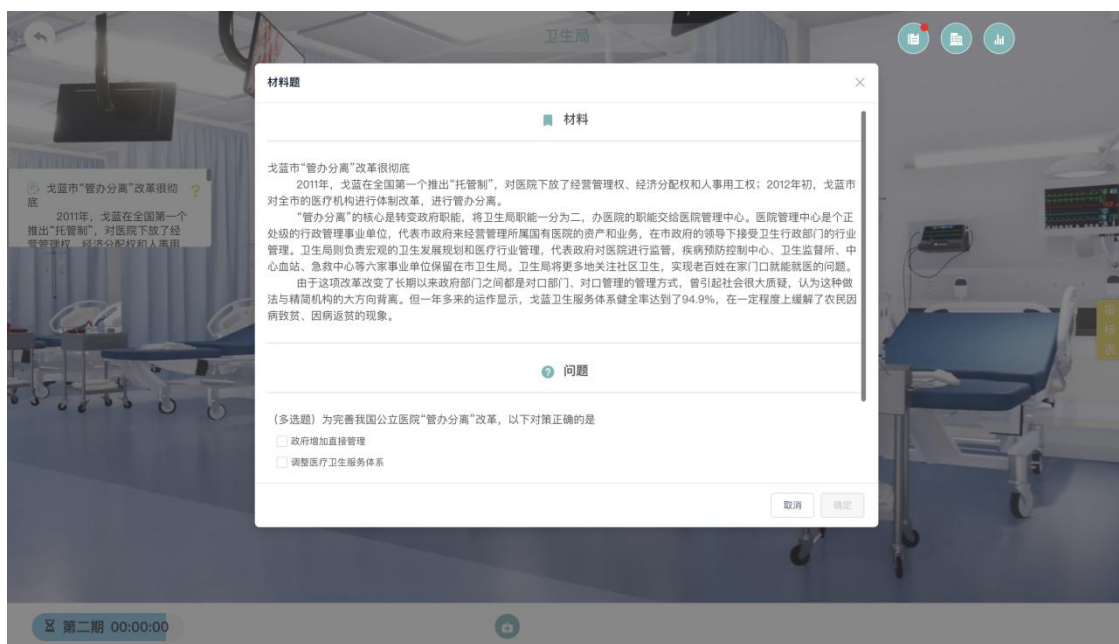 卫生局
材料题
材料
戈蓝市“管办分离”改革很彻底
2011年，戈蓝在全国第一个推出“托管制”，对医院下放了经营管理权、经济分配权和人事用工权；2012年初，戈蓝市
对全市的医疗机构进行体制改革，进行管办分离。
“管办分离”的核心是转变政府职能，将卫生局职能一分为二，办医院的职能交给医院管理中心。医院管理中心是个正
处级的行政管理事业单位，代表市政府来经营管理所属国有医院的资产和业务，在市政府的领导下接受卫生行政部门的行业
管理。卫生局则负责宏观的卫生发展规划和医疗行业管理，代表政府对医院进行监管，疾病预防控制中心、卫生监督所、中
心血站、急救中心等六家事业单位保留在市卫生局。卫生局将更多地关注社区卫生，实现老百姓在家门口就能就医的问题。
由于这项改革改变了长期以来政府部门之间都是对口部门、对口管理的管理方式，曾引起社会很大质疑，认为这种做
法与精简机构的大方向背离。但一年多来的运作显示，戈蓝卫生服务体系健全率达到了94.9%，在一定程度上缓解了农民因
病致贫、因病返贫的现象。
问题
（多选题）为完善我国公立医院“管办分离”改革，以下对策正确的是
政府增加直接管理
调整医疗卫生服务体系
取消
确定
戈蓝市“管办分离”改革很彻
底
2011年，戈蓝在全国第一个
推出“托管制”，对医院下放了经
营管理权、经济分配权和人事用
第二期 00:00:00